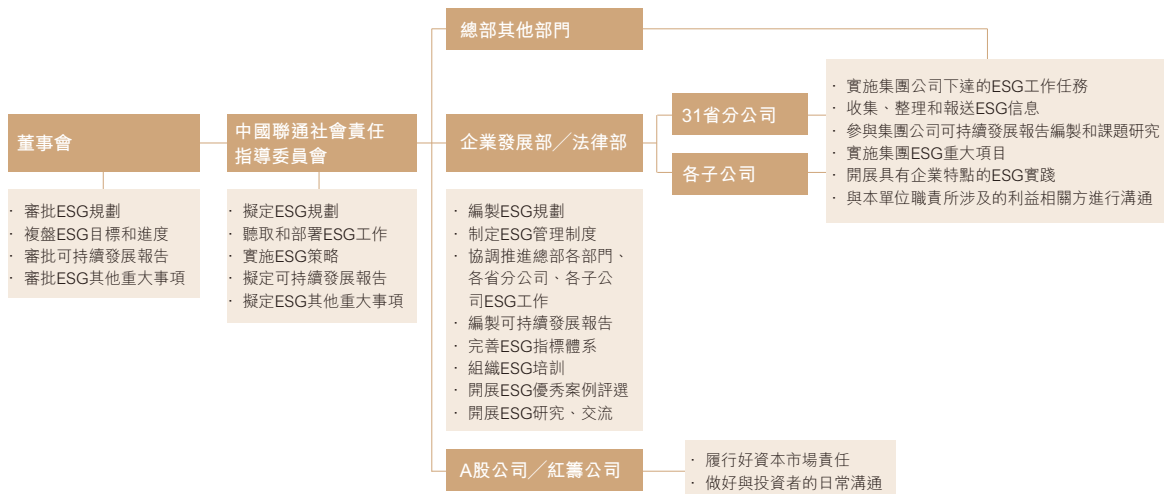 總部其他部門
31省分公司
· 實施集團公司下達的ESG工作任務
· 收集、整理和報送ESG信息
· 參與集團公司可持續發展報告編製和課題研究
· 實施集團ESG重大項目
· 開展具有企業特點的ESG實踐
· 與本單位職責所涉及的利益相關方進行溝通
董事會
中國聯通社會責任
指導委員會
企業發展部／法律部
各子公司
· 審批ESG規劃
· 複盤ESG目標和進度
· 審批可持續發展報告
· 審批ESG其他重大事項
· 擬定ESG規劃
· 聽取和部署ESG工作
· 實施ESG策略
· 擬定可持續發展報告
· 擬定ESG其他重大事項
· 編製ESG規劃
· 制定ESG管理制度
· 協調推進總部各部門、
各省分公司、各子公
司ESG工作
· 編製可持續發展報告
· 完善ESG指標體系
· 組織ESG培訓
· 開展ESG優秀案例評選
· 開展ESG研究、交流
A股公司／紅籌公司
· 履行好資本市場責任
· 做好與投資者的日常溝通